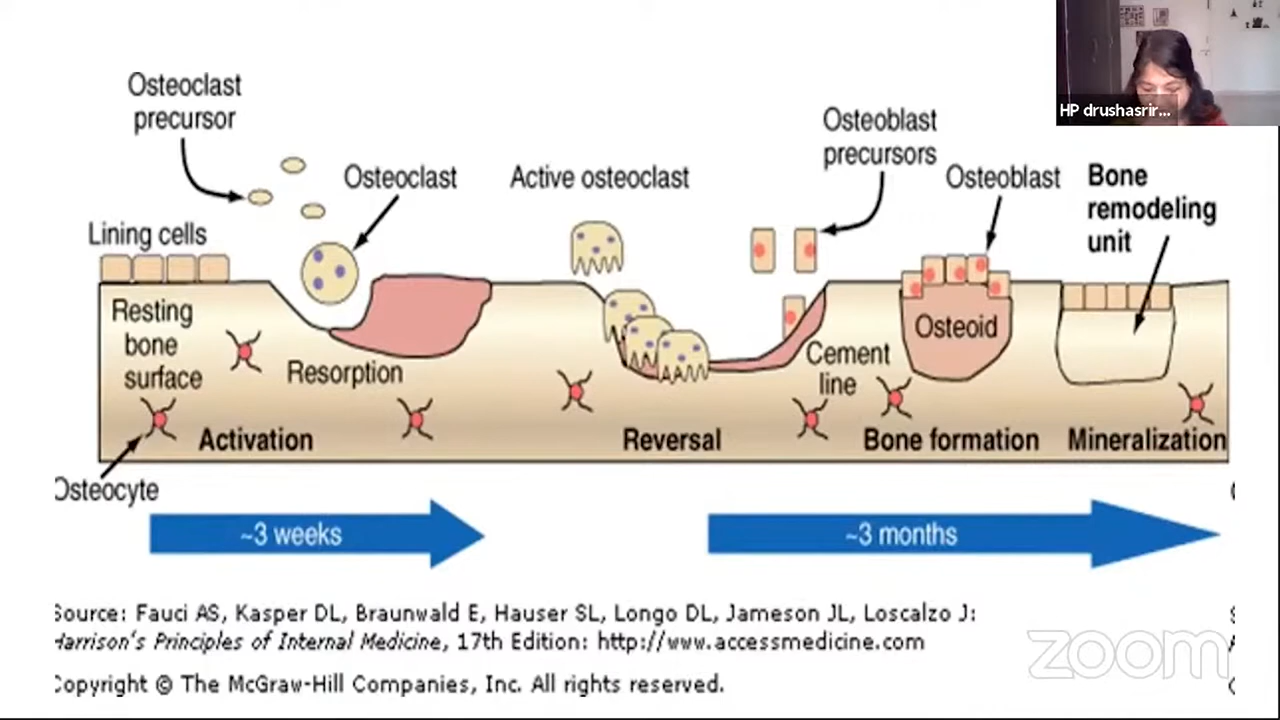 HP drushasrir...
Osteoclast
precursor
Osteoclast
Active osteoclast
Osteoblast
precursors
Osteoblast
Bone
remodeling
unit
Lining cells
Resting
bone
surface
Resorption
Cement
line
Osteoid
Activation
Reversal
Bone formation
Mineralization
Osteocyte
~3 weeks
~3 months
Source: Fauci AS, Kasper DL, Braunwald E, Hauser SL, Longo DL, Jameson JL, Loscalzo J:
Harrison's Principles of Internal Medicine, 17th Edition: http://www.accessmedicine.com
Copyright © The McGraw-Hill Companies, Inc. All rights reserved.
zoom